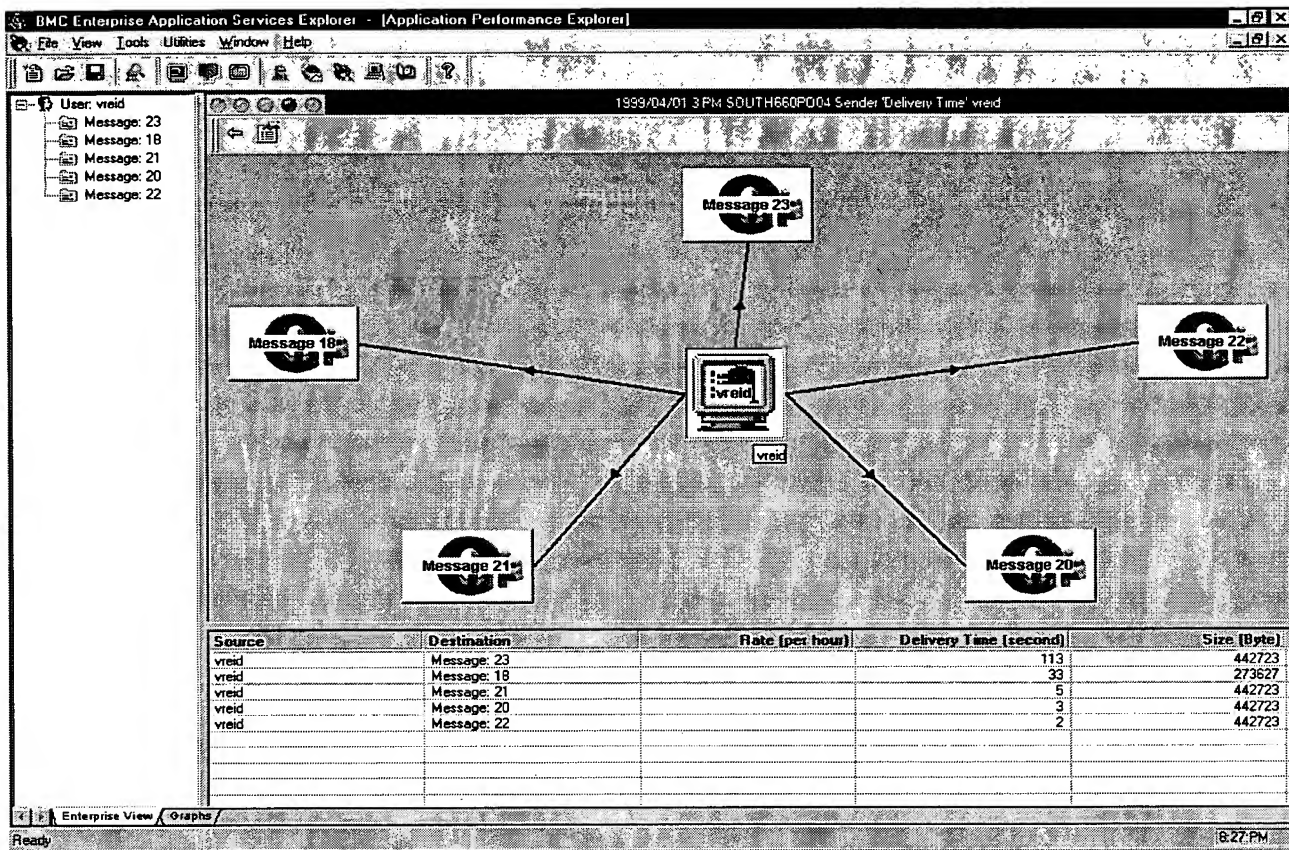 BMC Enterprise Application Services Explorer - [Application Performance Explorer]
File View Tools Utilities Window Help
User: vreid
Message: 23
Message: 18
Message: 21
Message: 20
Message: 22
1999/04/01 3 PM SOUTH660PO04 Sender 'Delivery Time' vreid
Message 23
Message 18
Message 22
vreid
vreid
Message 21
Message 20
Source Destination Rate (per hour) Delivery Time (second) Size (Byte)
vreid Message: 23 113 442723
vreid Message: 18 33 273627
vreid Message: 21 5 442723
vreid Message: 20 3 442723
vreid Message: 22 2 442723
Enterprise View Graphs
Ready 8:27 PM